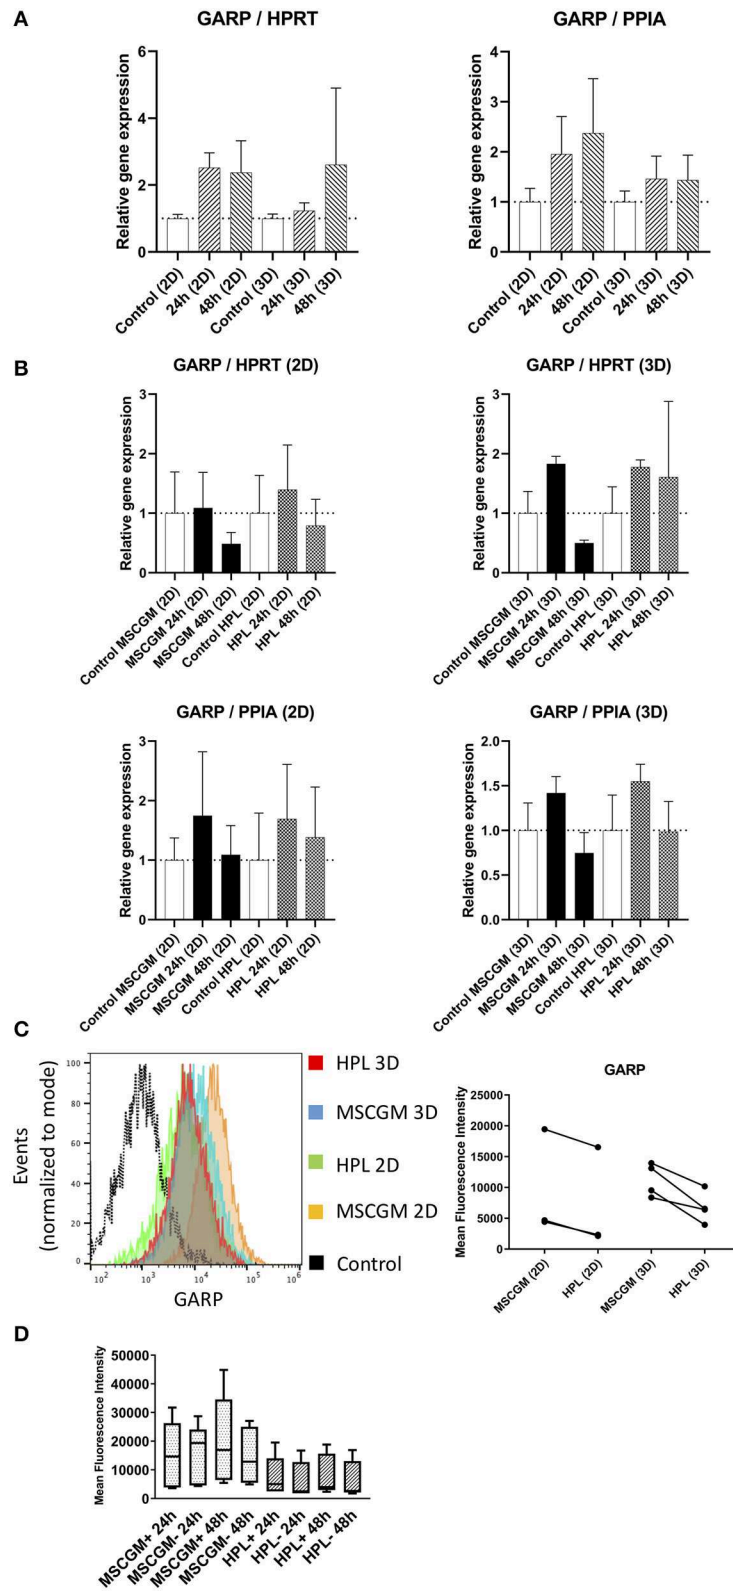 A
GARP / HPRT
Relative gene expression
6
4
2
0
Control (2D)
24h (2D)
48h (2D)
Control (3D)
24h (3D)
48h (3D)
GARP / PPIA
Relative gene expression
4
3
2
1
0
Control (2D)
24h (2D)
48h (2D)
Control (3D)
24h (3D)
48h (3D)
B
GARP / HPRT (2D)
Relative gene expression
3
2
1
0
Control MSCGM (2D)
MSCGM 24h (2D)
MSCGM 48h (2D)
Control HPL (2D)
HPL 24h (2D)
HPL 48h (2D)
GARP / HPRT (3D)
Relative gene expression
3
2
1
0
Control MSCGM (3D)
MSCGM 24h (3D)
MSCGM 48h (3D)
Control HPL (3D)
HPL 24h (3D)
HPL 48h (3D)
GARP / PPIA (2D)
Relative gene expression
3
2
1
0
Control MSCGM (2D)
MSCGM 24h (2D)
MSCGM 48h (2D)
Control HPL (2D)
HPL 24h (2D)
HPL 48h (2D)
GARP / PPIA (3D)
Relative gene expression
2.0
1.5
1.0
0.5
0.0
Control MSCGM (3D)
MSCGM 24h (3D)
MSCGM 48h (3D)
Control HPL (3D)
HPL 24h (3D)
HPL 48h (3D)
C
Events
(normalized to mode)
100
80
60
40
20
0
10²
10³
10⁴
10⁵
10⁶
GARP
HPL 3D
MSCGM 3D
HPL 2D
MSCGM 2D
Control
GARP
Mean Fluorescence Intensity
25000
20000
15000
10000
5000
0
MSCGM (2D)
HPL (2D)
MSCGM (3D)
HPL (3D)
D
Mean Fluorescence Intensity
50000
40000
30000
20000
10000
0
MSCGM+ 24h
MSCGM- 24h
MSCGM+ 48h
MSCGM- 48h
HPL+ 24h
HPL- 24h
HPL+ 48h
HPL- 48h